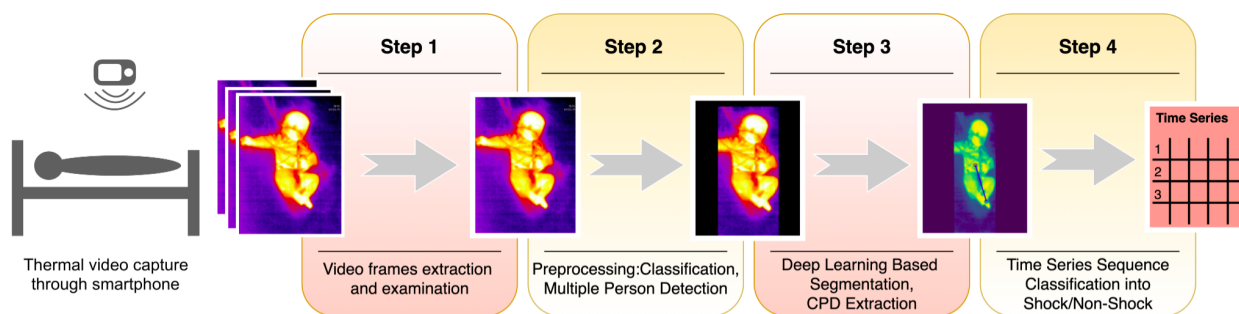 Step 1
Step 2
Step 3
Step 4
Time Series
1
2
3
Thermal video capture
through smartphone
Video frames extraction
and examination
Preprocessing:Classification,
Multiple Person Detection
Deep Learning Based
Segmentation,
CPD Extraction
Time Series Sequence
Classification into
Shock/Non-Shock